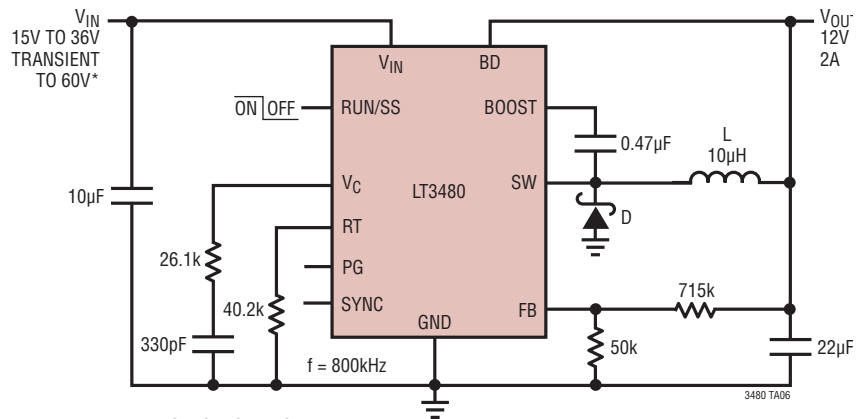 VIN
15V TO 36V
TRANSIENT
TO 60V*
VIN
BD
VOUT
12V
2A
ON OFF
RUN/SS
BOOST
0.47µF
L
10µH
10µF
VC
LT3480
SW
D
RT
26.1k
PG
40.2k
SYNC
715k
FB
GND
330pF
f = 800kHz
50k
22µF
3480 TA06